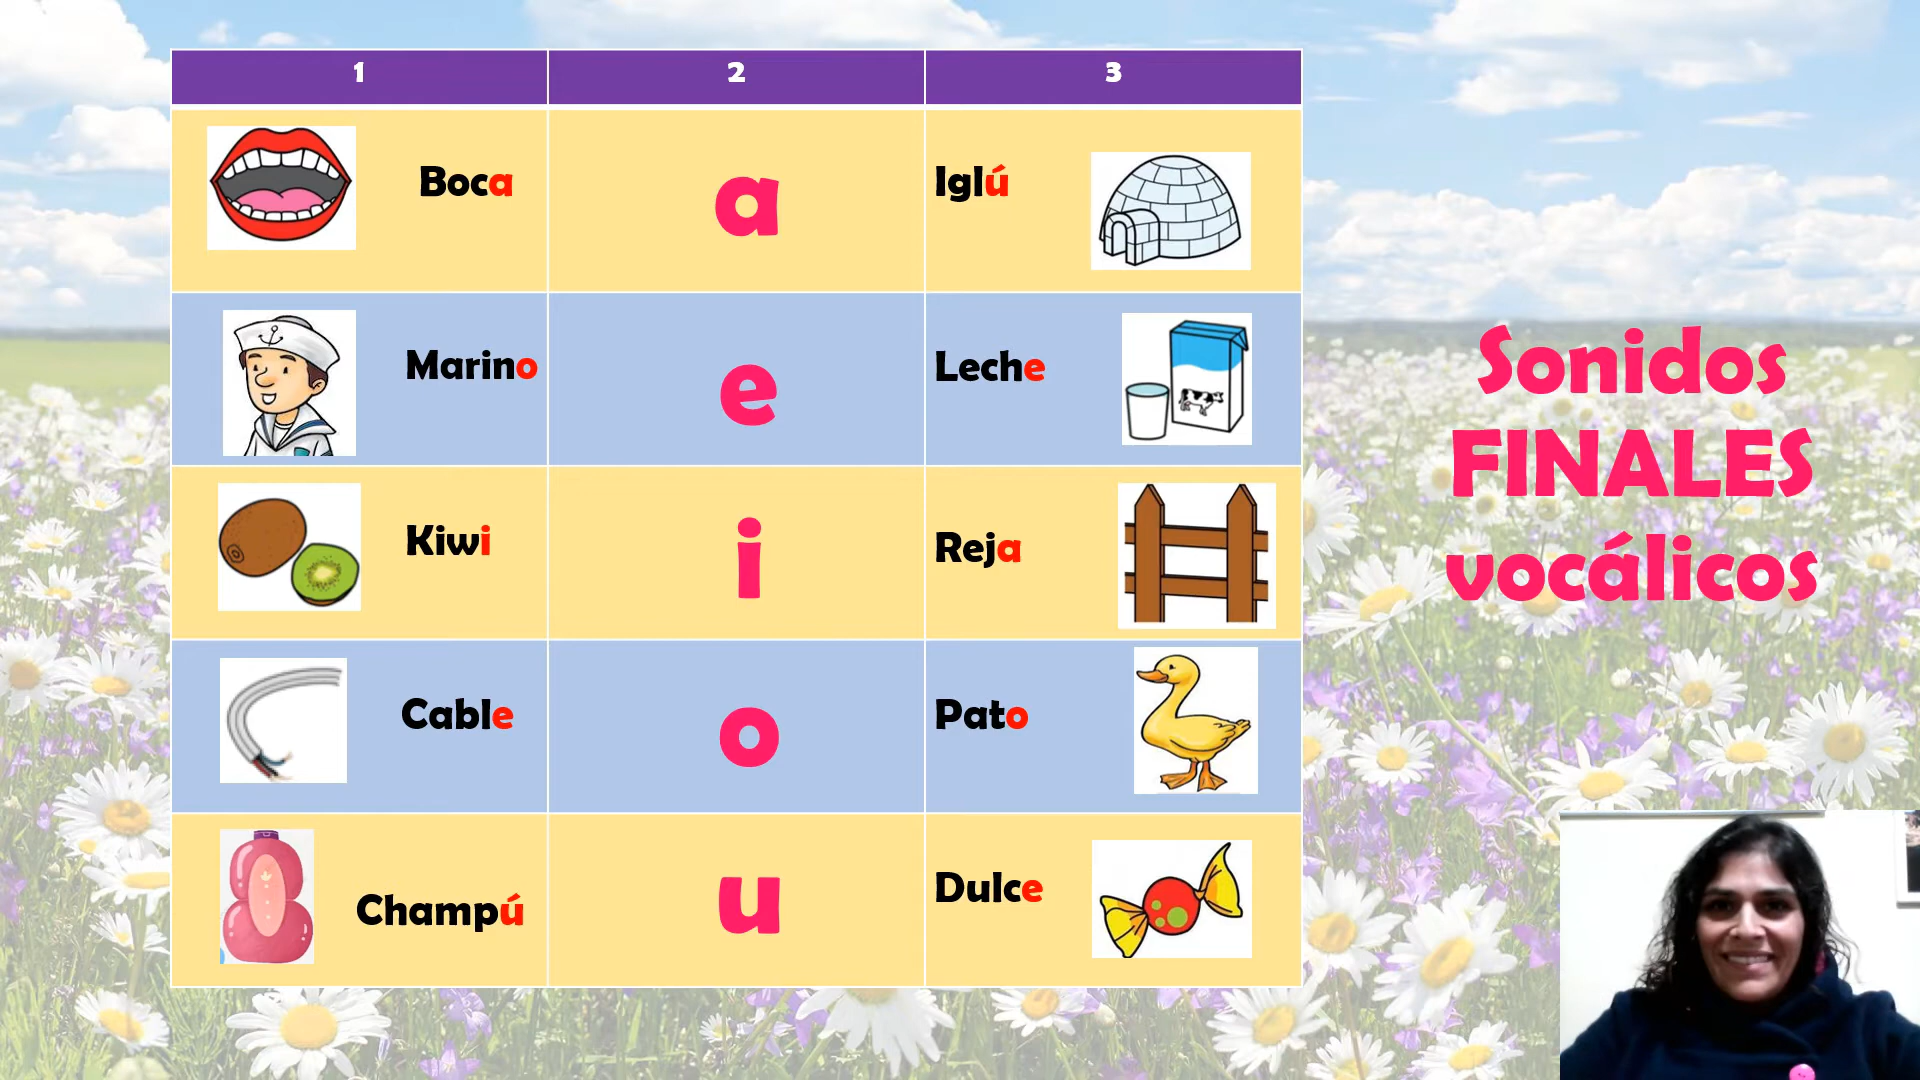 1 2 3
Boca a Iglú
Marino e Leche
Kiwi i Reja
Cable o Pato
Champú u Dulce
Sonidos
FINALES
vocálicos